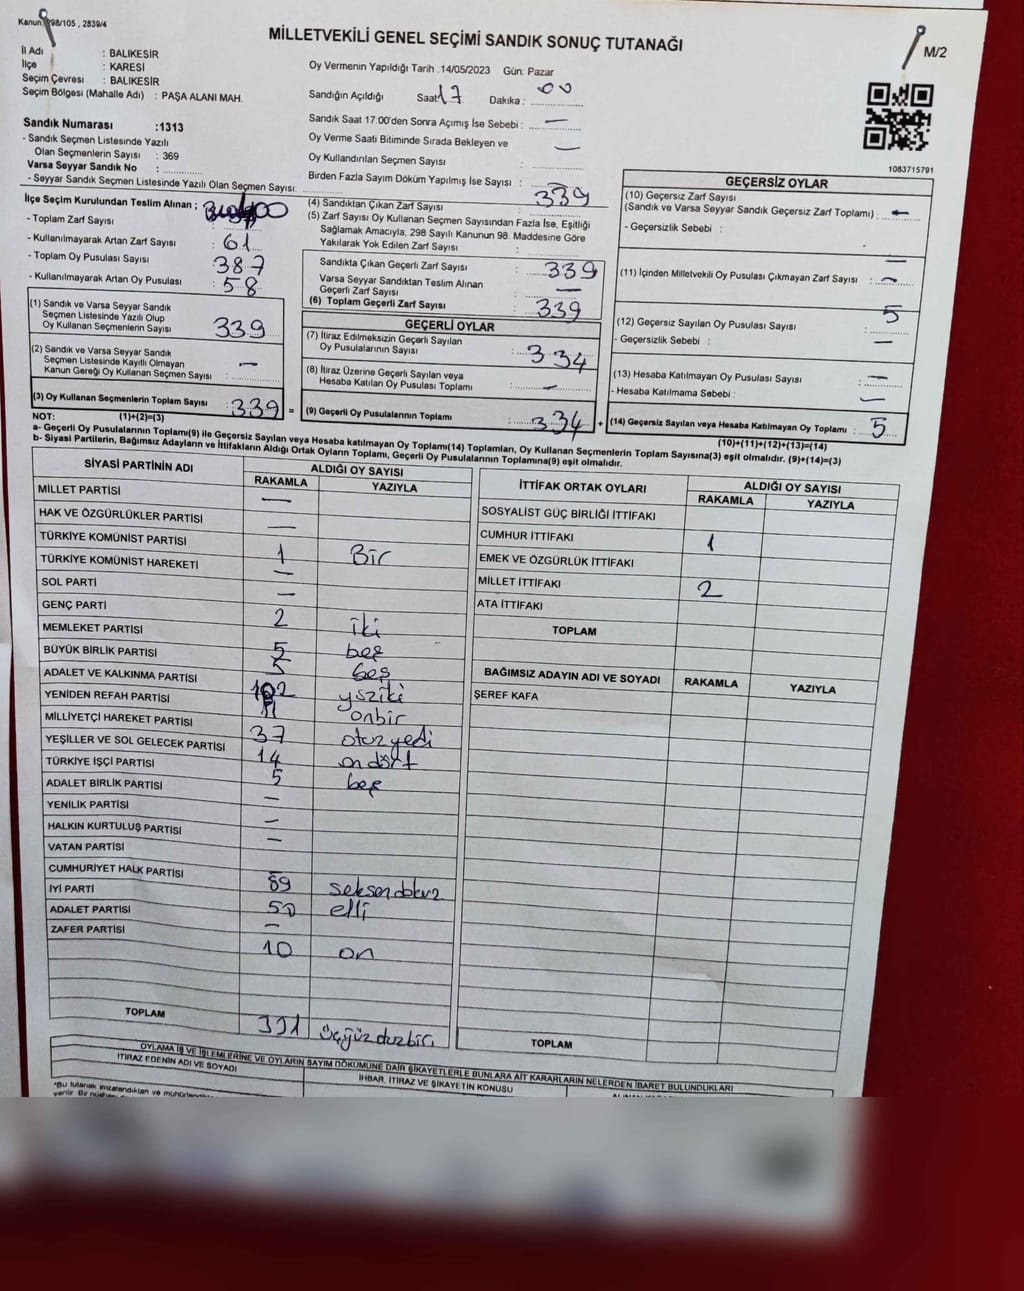 Kanun: 298/105 , 2839/4
MİLLETVEKİLİ GENEL SEÇİMİ SANDIK SONUÇ TUTANAĞI
M/2
İl Adı : BALIKESİR
İlçe : KARESİ
Seçim Çevresi : BALIKESİR
Seçim Bölgesi (Mahalle Adı) : PAŞA ALANI MAH.
Sandık Numarası : 1313
- Sandık Seçmen Listesinde Yazılı
Olan Seçmenlerin Sayısı : 369
Varsa Seyyar Sandık No :
- Seyyar Sandık Seçmen Listesinde Yazılı Olan Seçmen Sayısı:
Oy Vermenin Yapıldığı Tarih :14/05/2023 Gün: Pazar
Sandığın Açıldığı Saat 17 Dakika : 00
Sandık Saat 17:00'den Sonra Açımış İse Sebebi : —
Oy Verme Saati Bitiminde Sırada Bekleyen ve
Oy Kullandırılan Seçmen Sayısı : —
Birden Fazla Sayım Döküm Yapılmış İse Sayısı : —
1083715791
İlçe Seçim Kurulundan Teslim Alınan ;
- Toplam Zarf Sayısı : 400
- Kullanılmayarak Artan Zarf Sayısı : 61
- Toplam Oy Pusulası Sayısı : 387
- Kullanılmayarak Artan Oy Pusulası : 58
(1) Sandık ve Varsa Seyyar Sandık
Seçmen Listesinde Yazılı Olup
Oy Kullanan Seçmenlerin Sayısı : 339
(2) Sandık ve Varsa Seyyar Sandık
Seçmen Listesinde Kayıtlı Olmayan
Kanun Gereği Oy Kullanan Seçmen Sayısı : —
(3) Oy Kullanan Seçmenlerin Toplam Sayısı : 339 =
(4) Sandıktan Çıkan Zarf Sayısı : 339
(5) Zarf Sayısı Oy Kullanan Seçmen Sayısından Fazla İse, Eşitliği
Sağlamak Amacıyla, 298 Sayılı Kanunun 98. Maddesine Göre
Yakılarak Yok Edilen Zarf Sayısı :
Sandıkta Çıkan Geçerli Zarf Sayısı : 339
Varsa Seyyar Sandıktan Teslim Alınan
Geçerli Zarf Sayısı : —
(6) Toplam Geçerli Zarf Sayısı : 339
GEÇERLİ OYLAR
(7) İtiraz Edilmeksizin Geçerli Sayılan
Oy Pusulalarının Sayısı : 334
(8) İtiraz Üzerine Geçerli Sayılan veya
Hesaba Katılan Oy Pusulası Toplamı : —
(9) Geçerli Oy Pusulalarının Toplamı : 334 +
GEÇERSİZ OYLAR
(10) Geçersiz Zarf Sayısı
(Sandık ve Varsa Seyyar Sandık Geçersiz Zarf Toplamı) : —
- Geçersizlik Sebebi : —
(11) İçinden Milletvekili Oy Pusulası Çıkmayan Zarf Sayısı : —
(12) Geçersiz Sayılan Oy Pusulası Sayısı : 5
- Geçersizlik Sebebi : —
(13) Hesaba Katılmayan Oy Pusulası Sayısı : —
- Hesaba Katılmama Sebebi : —
(14) Geçersiz Sayılan veya Hesaba Katılmayan Oy Toplamı : 5
NOT: (1)+(2)=(3)
(10)+(11)+(12)+(13)=(14)
a- Geçerli Oy Pusulalarının Toplamı(9) ile Geçersiz Sayılan veya Hesaba katılmayan Oy Toplamı(14) Toplamları, Oy Kullanan Seçmenlerin Toplam Sayısına(3) eşit olmalıdır. (9)+(14)=(3)
b- Siyasi Partilerin, Bağımsız Adayların ve İttifakların Aldığı Ortak Oyların Toplamı, Geçerli Oy Pusulalarının Toplamına(9) eşit olmalıdır.
SİYASİ PARTİNİN ADI ALDIĞI OY SAYISI
RAKAMLA YAZIYLA
MİLLET PARTİSİ —
HAK VE ÖZGÜRLÜKLER PARTİSİ —
TÜRKİYE KOMÜNİST PARTİSİ 1 Bir
TÜRKİYE KOMÜNİST HAREKETİ —
SOL PARTİ —
GENÇ PARTİ 2 iki
MEMLEKET PARTİSİ 5 beş
BÜYÜK BİRLİK PARTİSİ 5 beş
ADALET VE KALKINMA PARTİSİ 102 yüziki
YENİDEN REFAH PARTİSİ 11 onbir
MİLLİYETÇİ HAREKET PARTİSİ 37 otuzyedi
YEŞİLLER VE SOL GELECEK PARTİSİ 14 ondört
TÜRKİYE İŞÇİ PARTİSİ 5 beş
ADALET BİRLİK PARTİSİ —
YENİLİK PARTİSİ —
HALKIN KURTULUŞ PARTİSİ —
VATAN PARTİSİ
CUMHURİYET HALK PARTİSİ 89 seksendokuz
İYİ PARTİ 50 elli
ADALET PARTİSİ —
ZAFER PARTİSİ 10 on
TOPLAM 331 üçyüzotuzbir
İTTİFAK ORTAK OYLARI ALDIĞI OY SAYISI
RAKAMLA YAZIYLA
SOSYALİST GÜÇ BİRLİĞİ İTTİFAKI
CUMHUR İTTİFAKI 1
EMEK VE ÖZGÜRLÜK İTTİFAKI
MİLLET İTTİFAKI 2
ATA İTTİFAKI
TOPLAM
BAĞIMSIZ ADAYIN ADI VE SOYADI RAKAMLA YAZIYLA
ŞEREF KAFA
TOPLAM
OYLAMA İŞ VE İŞLEMLERİNE VE OYLARIN SAYIM DÖKÜMÜNE DAİR ŞİKAYETLERLE BUNLARA AİT KARARLARIN NELERDEN İBARET BULUNDUKLARI
İTİRAZ EDENİN ADI VE SOYADI
İHBAR, İTİRAZ VE ŞİKAYETİN KONUSU
*Bu tutanak imzalandıktan ve mühürlendikten